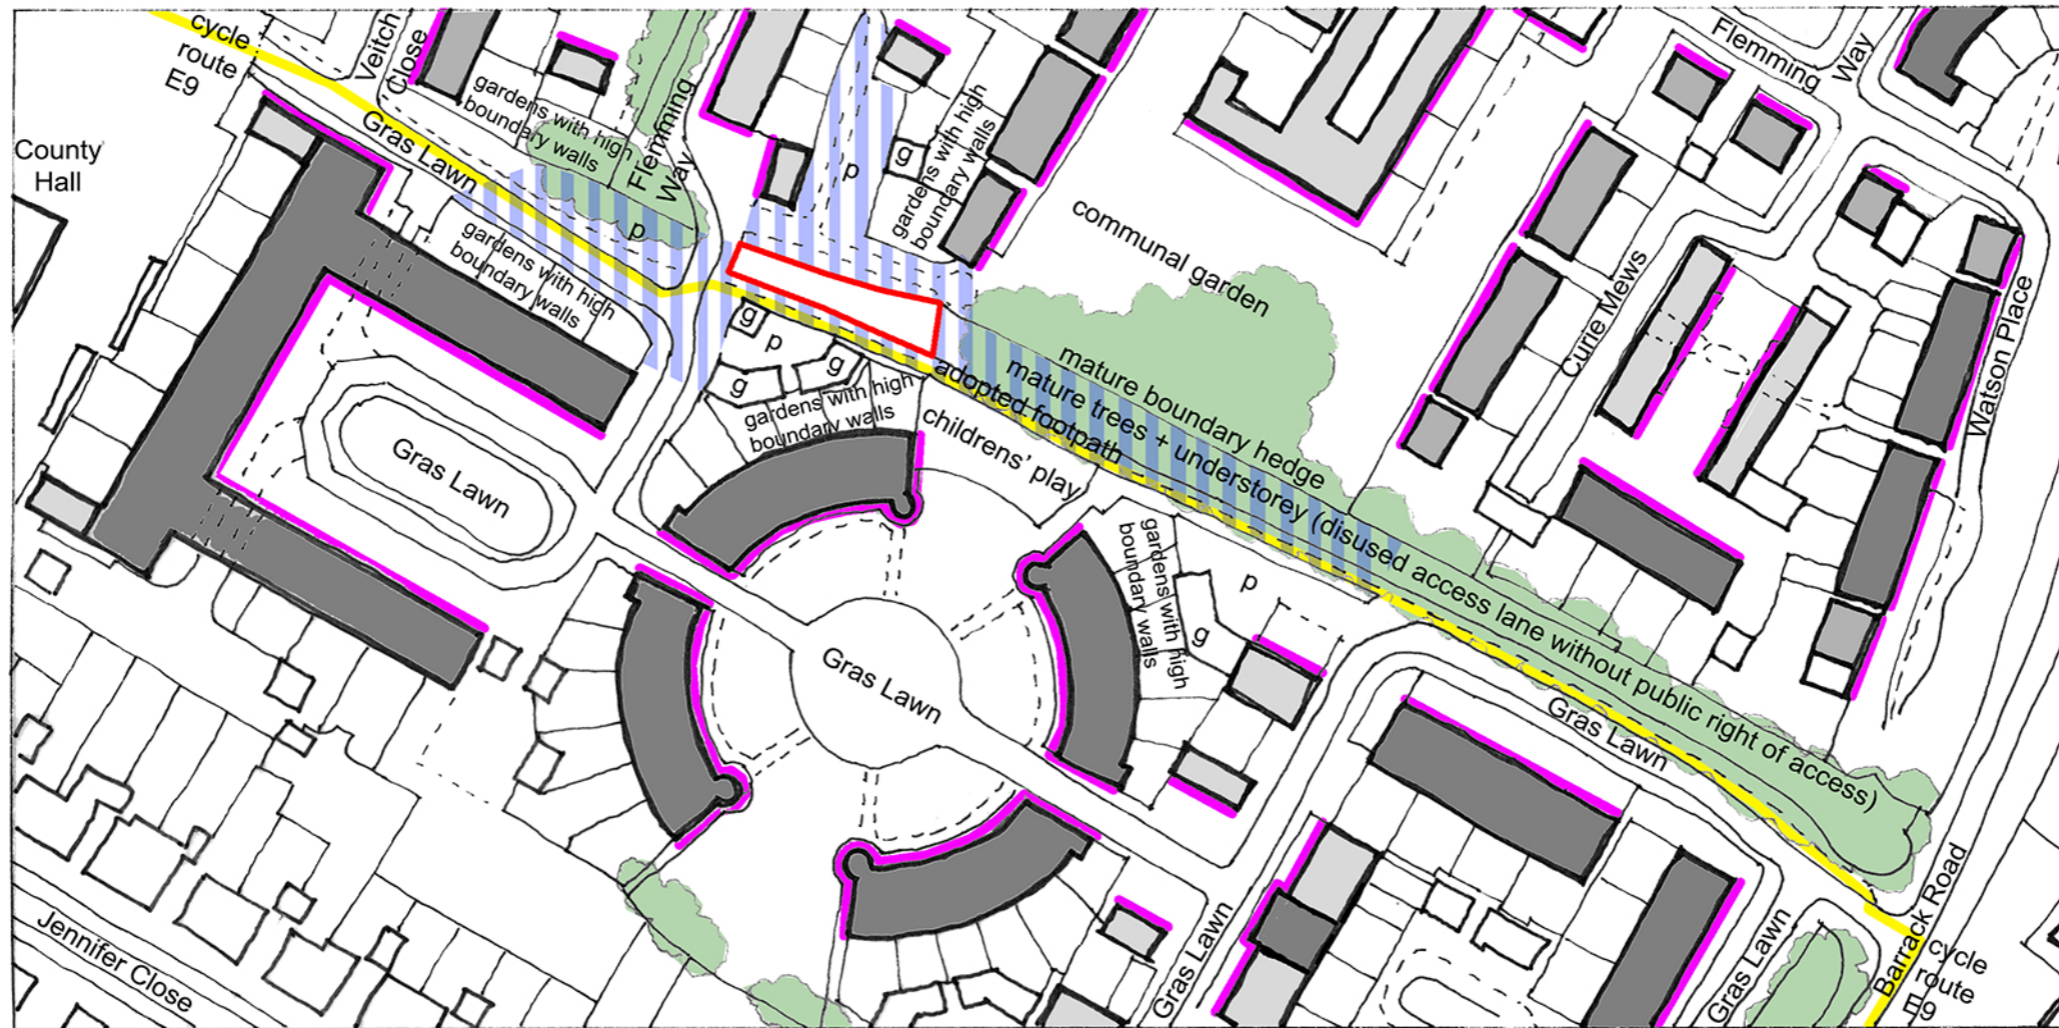 cycle
route
E9
Veitch
Close
Flemming
Way
gardens with high
boundary walls
County
Hall
Gras Lawn
p
p
g
gardens with high
boundary walls
communal garden
Flemming
Way
Currie Mews
Watson Place
gardens with high
boundary walls
g
p
g
g
gardens with high
boundary walls
mature boundary hedge
mature trees + understorey (disused access lane without public right of access)
adopted footpath
childrens' play
Gras Lawn
gardens with high
boundary walls
p
g
Gras Lawn
Gras Lawn
Gras Lawn
Gras Lawn
Barrack Road
cycle
route
E9
Jennifer Close